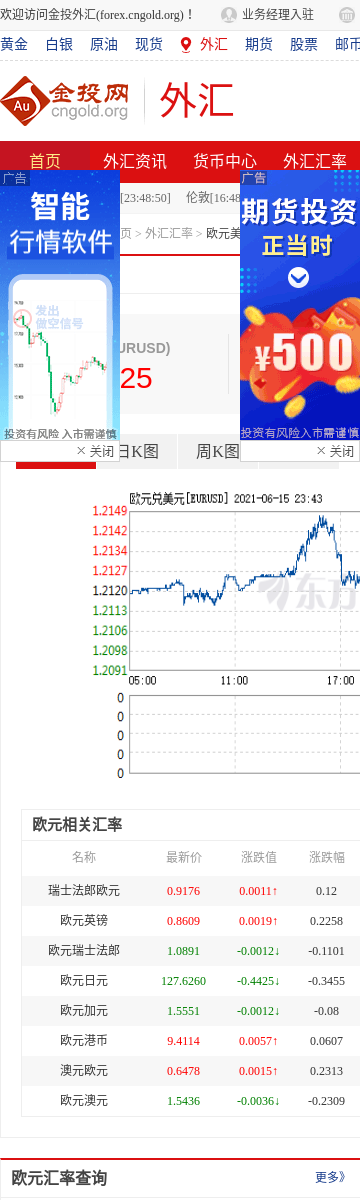 欢迎访问金投外汇(forex.cngold.org)！
业务经理入驻
黄金 白银 原油 现货 外汇 期货 股票 邮币
Au 金投网
cngold.org
外汇
首页 外汇资讯 货币中心 外汇汇率
广告
[23:48:50] 伦敦[16:48
广告
智能
行情软件
发出
做空信号
投资有风险 入市需谨慎
× 关闭
页 > 外汇汇率 > 欧元美
期货投资
正当时
¥500
投资有风险入市需谨慎
× 关闭
URUSD)
25
日K图 周K图
欧元兑美元[EURUSD] 2021-06-15 23:43
1.2149
1.2142
1.2134
1.2127
1.2120
1.2113
1.2106
1.2098
1.2091
东方
05:00 11:00 17:00
0
0
0
0
0
欧元相关汇率
名称 最新价 涨跌值 涨跌幅
瑞士法郎欧元 0.9176 0.0011↑ 0.12
欧元英镑 0.8609 0.0019↑ 0.2258
欧元瑞士法郎 1.0891 -0.0012↓ -0.1101
欧元日元 127.6260 -0.4425↓ -0.3455
欧元加元 1.5551 -0.0012↓ -0.08
欧元港币 9.4114 0.0057↑ 0.0607
澳元欧元 0.6478 0.0015↑ 0.2313
欧元澳元 1.5436 -0.0036↓ -0.2309
欧元汇率查询 更多》